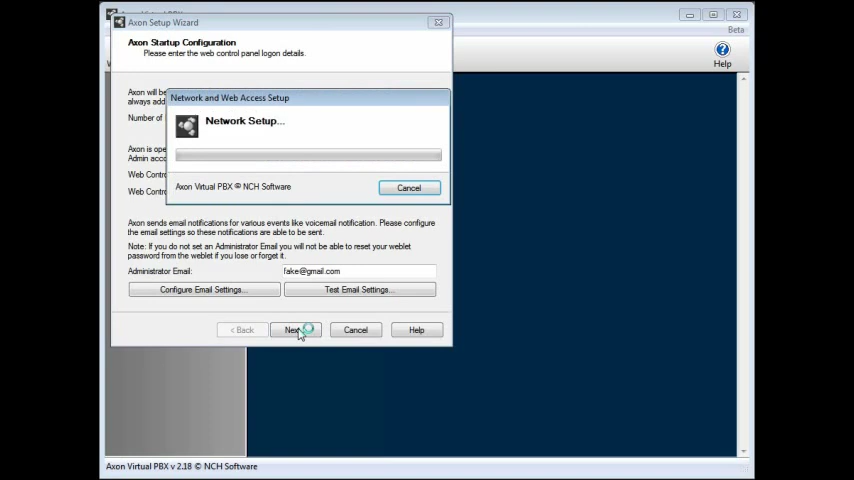 Axon Setup Wizard
Beta
Axon Startup Configuration
Please enter the web control panel logon details.
Help
Axon will be
always add
Network and Web Access Setup
Number of
Network Setup...
Axon is ope
Admin accou
Web Contro
Web Contro
Axon Virtual PBX © NCH Software
Cancel
Axon sends email notifications for various events like voicemail notification. Please configure
the email settings so these notifications are able to be sent.
Note: If you do not set an Administrator Email you will not be able to reset your weblet
password from the weblet if you lose or forget it.
Administrator Email: fake@gmail.com
Configure Email Settings... Test Email Settings...
< Back Nex Cancel Help
Axon Virtual PBX v 2.18 © NCH Software